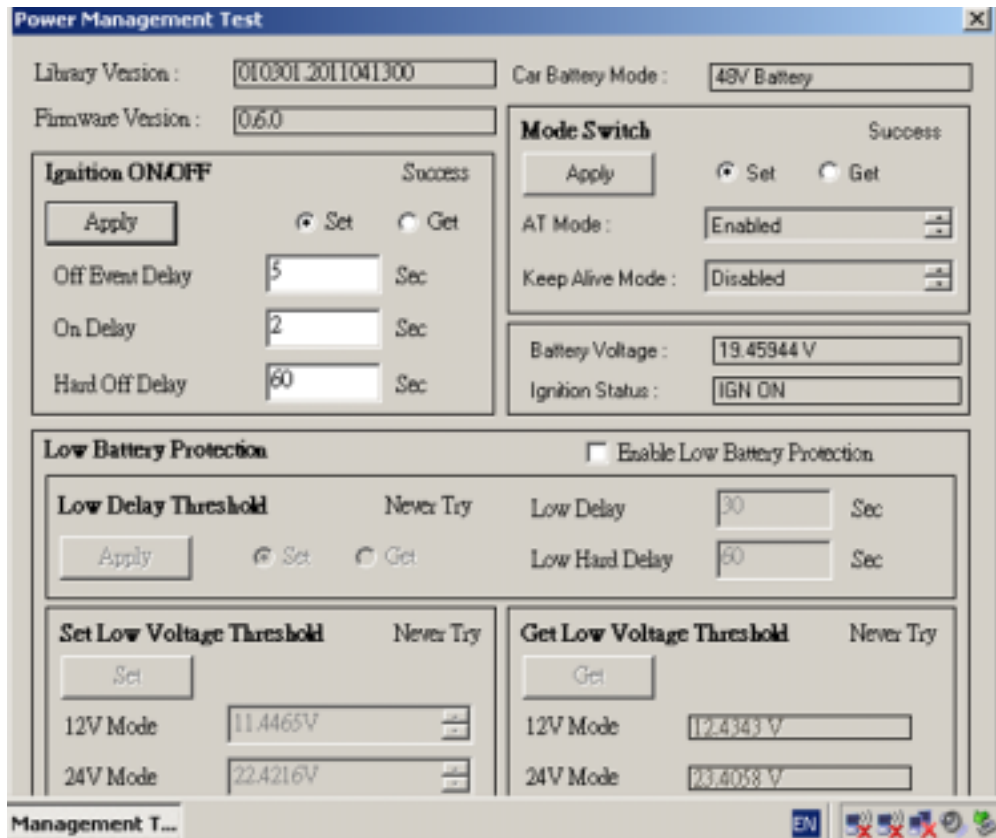 Power Management Test
Library Version : 010301.2011041300
Car Battery Mode : 48V Battery
Firmware Version : 0.6.0
Ignition ON/OFF Success
Apply Set Get
Off Event Delay 5 Sec
On Delay 2 Sec
Hard Off Delay 60 Sec
Mode Switch Success
Apply Set Get
AT Mode : Enabled
Keep Alive Mode : Disabled
Battery Voltage : 19.45944 V
Ignition Status : IGN ON
Low Battery Protection Enable Low Battery Protection
Low Delay Threshold Never Try
Apply Set Get
Low Delay 30 Sec
Low Hard Delay 60 Sec
Set Low Voltage Threshold Never Try
Set
12V Mode 11.4465V
24V Mode 22.4216V
Get Low Voltage Threshold Never Try
Get
12V Mode 12.4343 V
24V Mode 23.4058 V
Management T...
EN